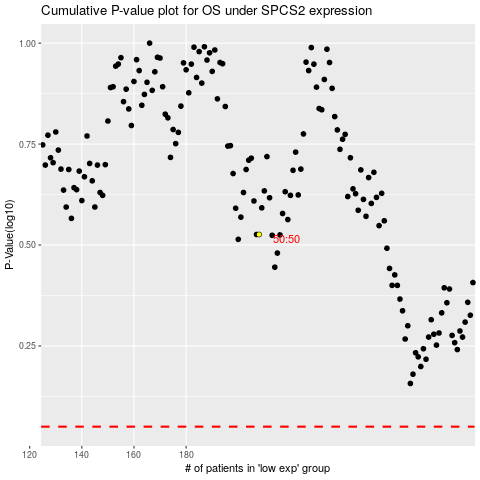 Cumulative P-value plot for OS under SPCS2 expression
P-Value(log10)
1.00
0.75
0.50
0.25
50:50
120 140 160 180
# of patients in 'low exp' group